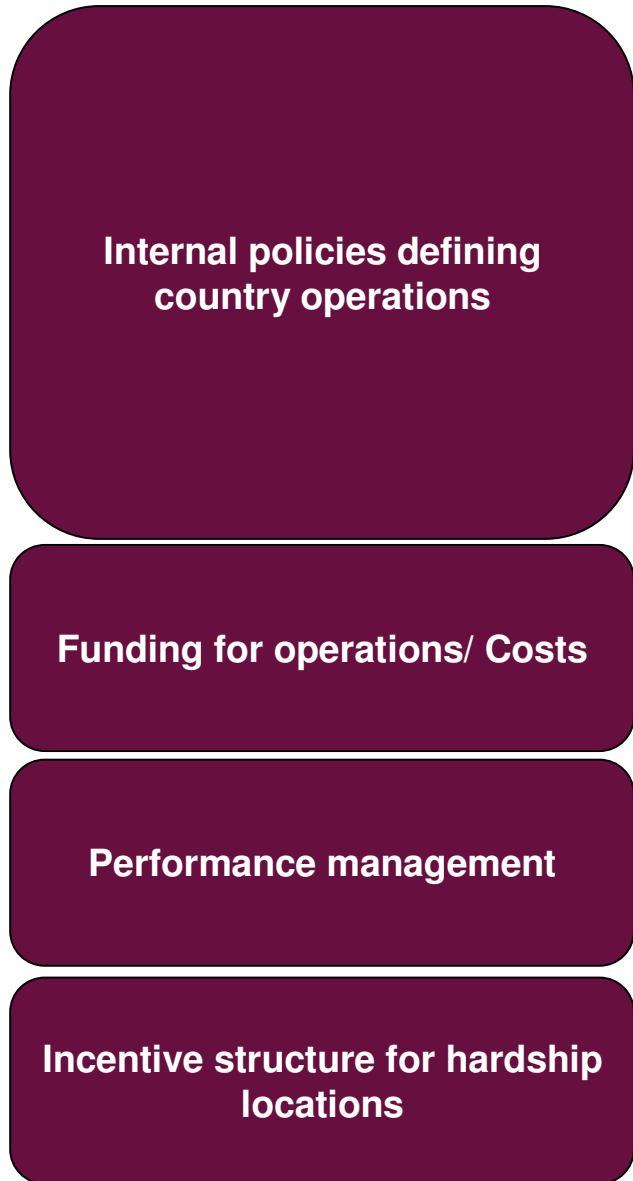 Internal policies defining
country operations
Funding for operations/ Costs
Performance management
Incentive structure for hardship
locations